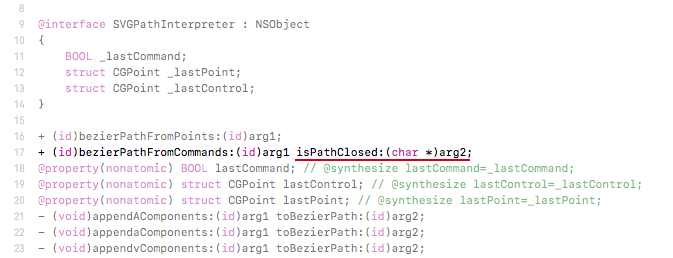 8
9 @interface SVGPathInterpreter : NSObject
10 {
11 BOOL _lastCommand;
12 struct CGPoint _lastPoint;
13 struct CGPoint _lastControl;
14 }
15
16 + (id)bezierPathFromPoints:(id)arg1;
17 + (id)bezierPathFromCommands:(id)arg1 isPathClosed:(char *)arg2;
18 @property(nonatomic) BOOL lastCommand; // @synthesize lastCommand=_lastCommand;
19 @property(nonatomic) struct CGPoint lastControl; // @synthesize lastControl=_lastControl;
20 @property(nonatomic) struct CGPoint lastPoint; // @synthesize lastPoint=_lastPoint;
21 - (void)appendAComponents:(id)arg1 toBezierPath:(id)arg2;
22 - (void)appendaComponents:(id)arg1 toBezierPath:(id)arg2;
23 - (void)appendvComponents:(id)arg1 toBezierPath:(id)arg2;